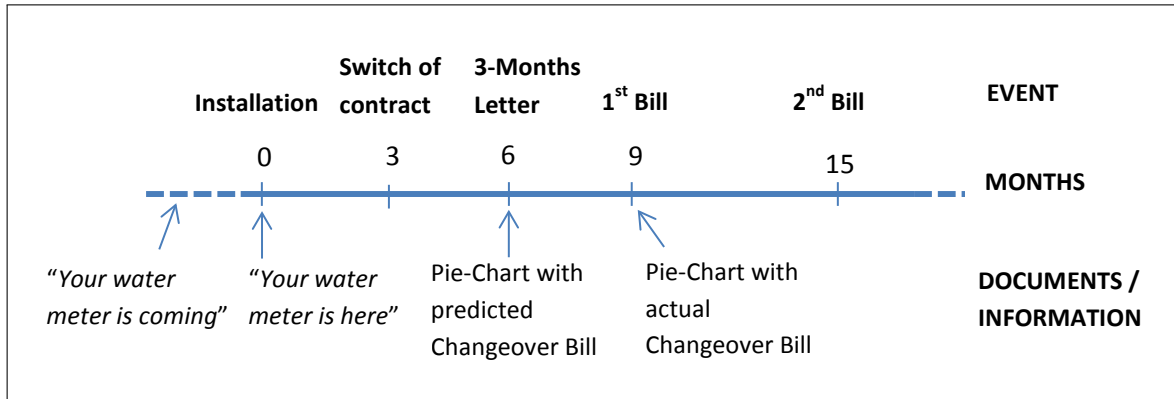 Switch of 3-Months
Installation contract Letter 1st Bill 2nd Bill EVENT
0 3 6 9 15
MONTHS
“Your water “Your water Pie-Chart with Pie-Chart with DOCUMENTS /
meter is coming” meter is here” predicted actual INFORMATION
Changeover Bill Changeover Bill